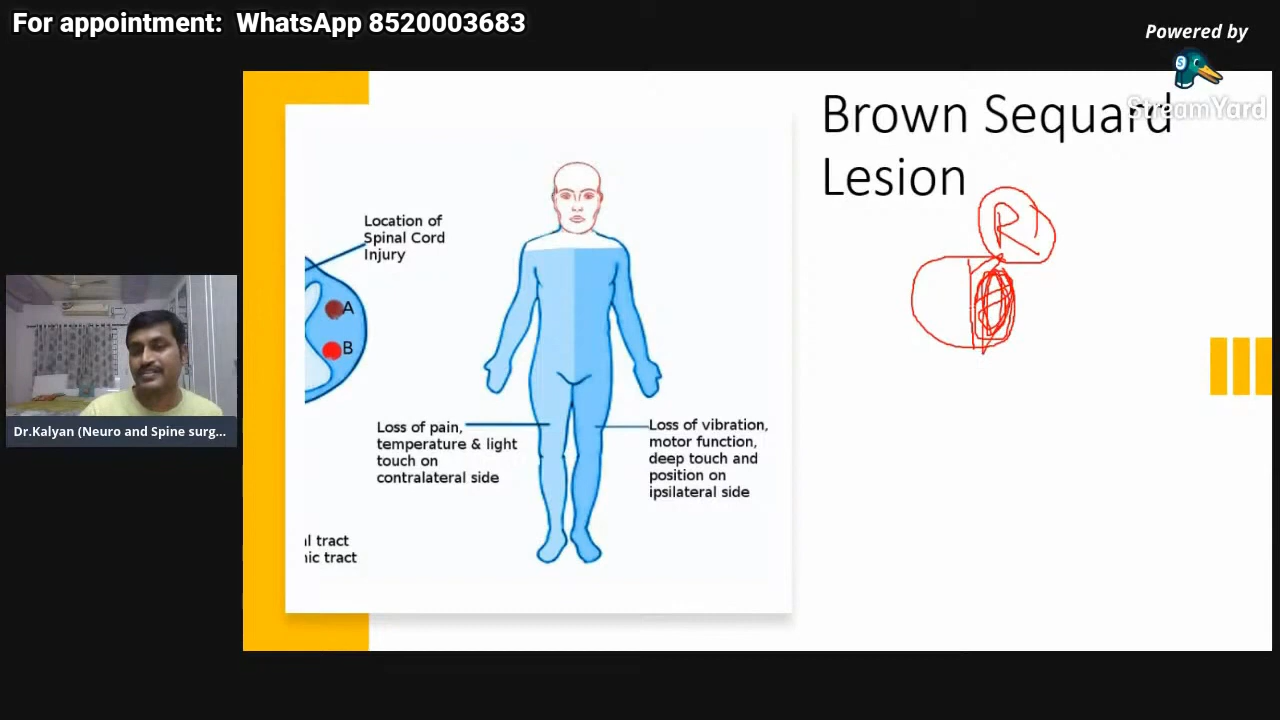 For appointment: WhatsApp 8520003683
Powered by
StreamYard
Brown Sequard
Lesion
R
Location of
Spinal Cord
Injury
A
B
Loss of pain,
temperature & light
touch on
contralateral side
Loss of vibration,
motor function,
deep touch and
position on
ipsilateral side
l tract
ic tract
Dr.Kalyan (Neuro and Spine surg...